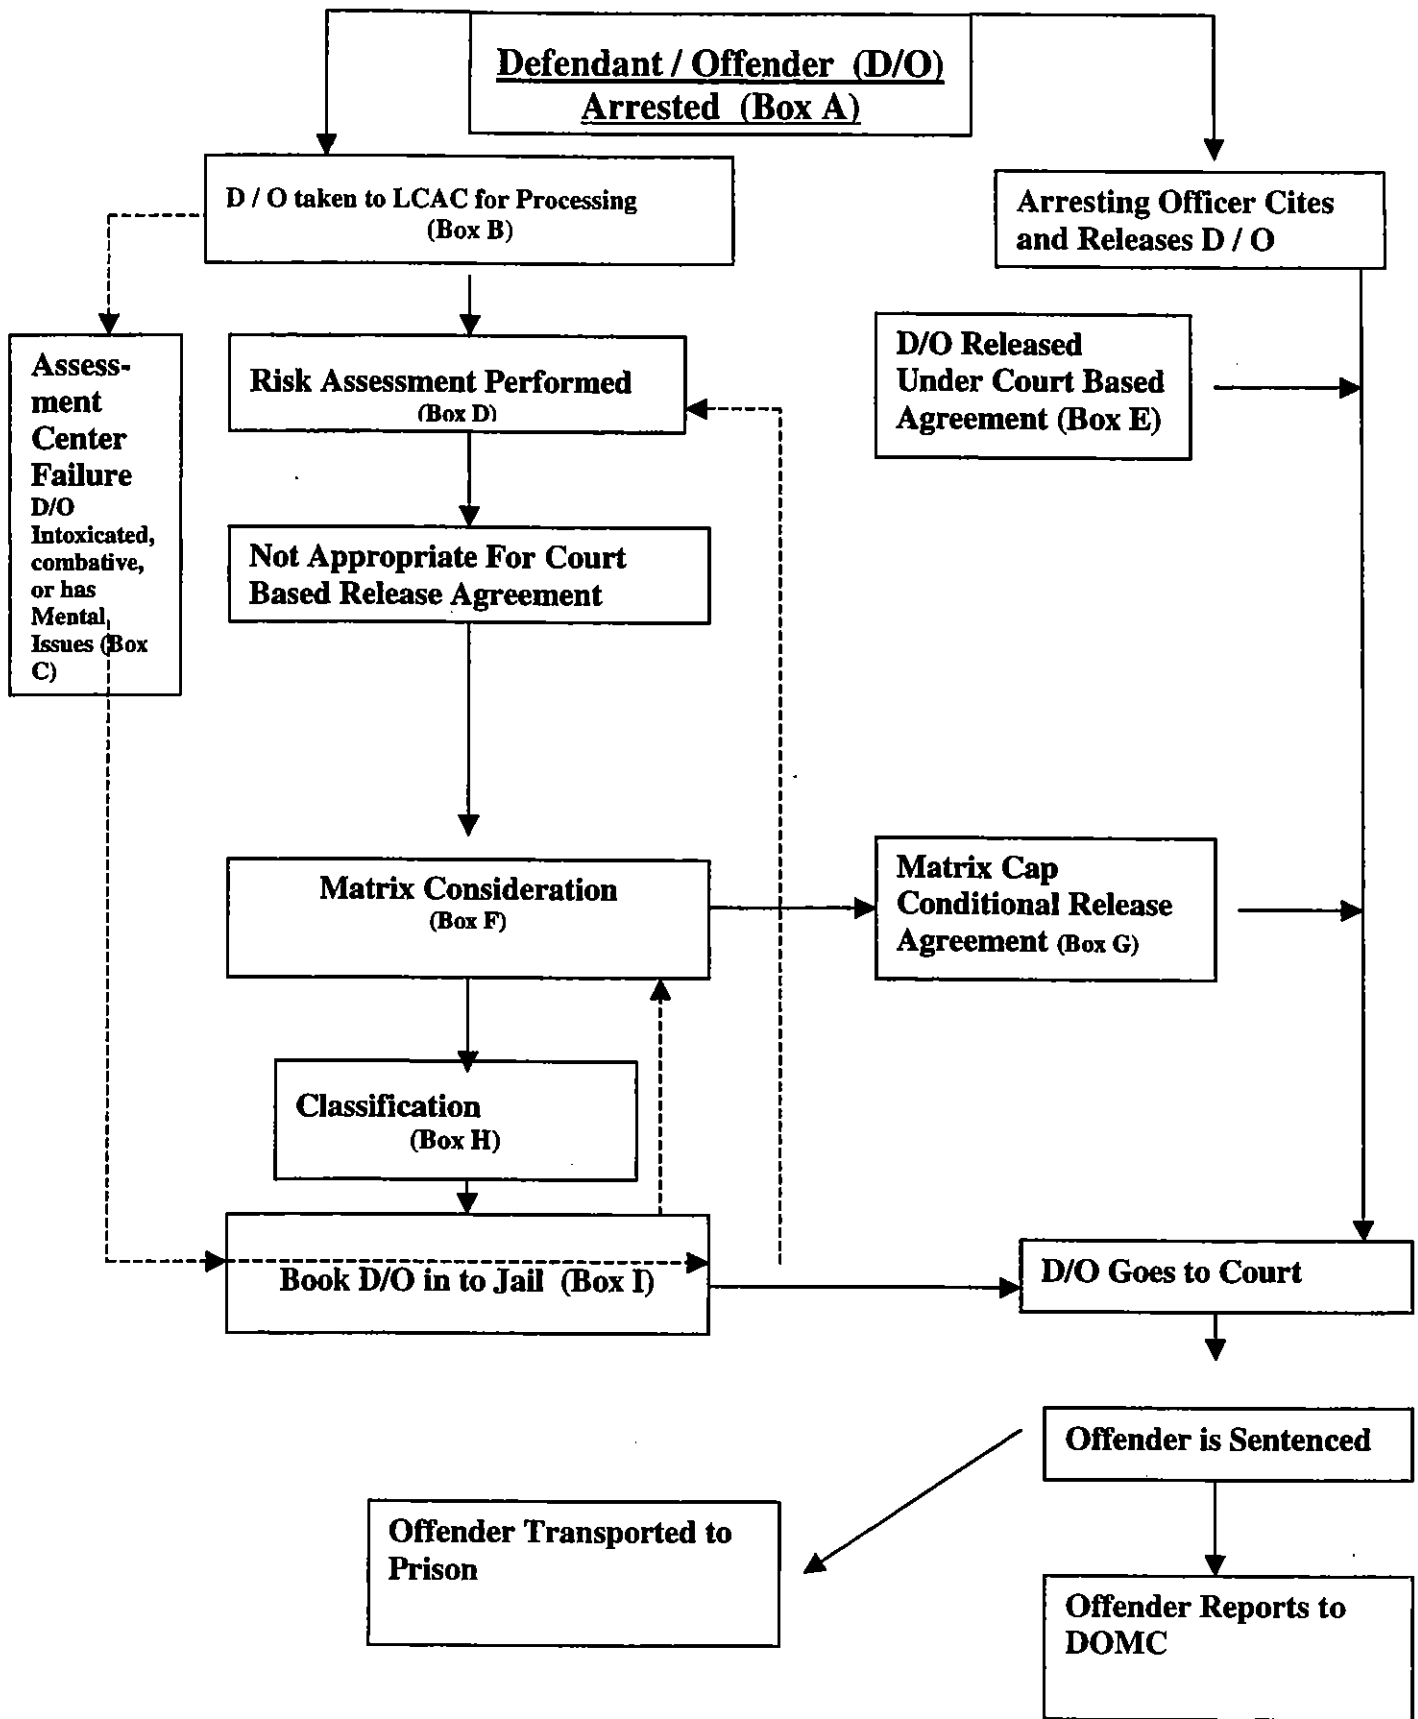 Defendant / Offender (D/O)
Arrested (Box A)
D / O taken to LCAC for Processing
(Box B)
Arresting Officer Cites
and Releases D / O
Assess-
ment
Center
Failure
D/O
Intoxicated,
combative,
or has
Mental
Issues (Box
C)
Risk Assessment Performed
(Box D)
D/O Released
Under Court Based
Agreement (Box E)
Not Appropriate For Court
Based Release Agreement
Matrix Consideration
(Box F)
Matrix Cap
Conditional Release
Agreement (Box G)
Classification
(Box H)
Book D/O in to Jail (Box I)
D/O Goes to Court
Offender is Sentenced
Offender Transported to
Prison
Offender Reports to
DOMC